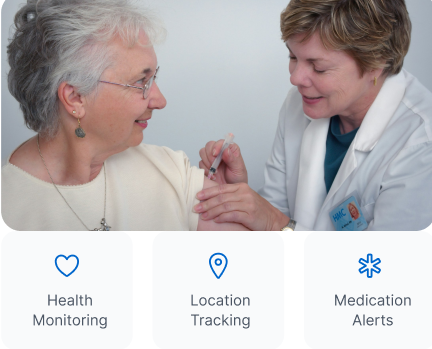 Health
Monitoring
Location
Tracking
Medication
Alerts